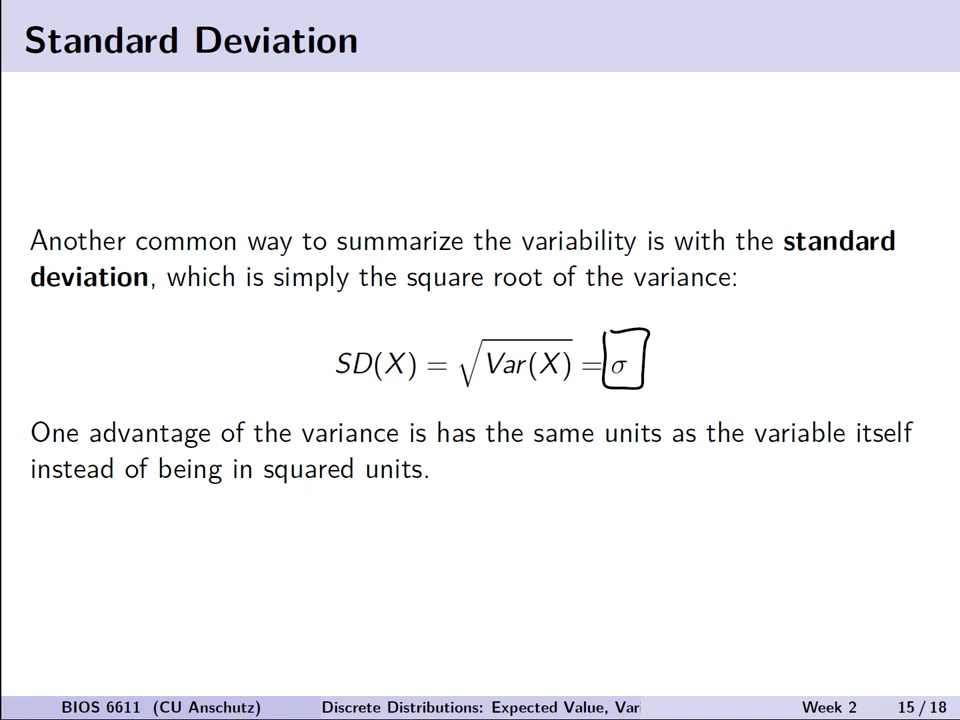 Standard Deviation
Another common way to summarize the variability is with the standard
deviation, which is simply the square root of the variance:
SD(X) = √Var(X) = σ
One advantage of the variance is has the same units as the variable itself
instead of being in squared units.
BIOS 6611 (CU Anschutz) Discrete Distributions: Expected Value, Vari Week 2 15 / 18